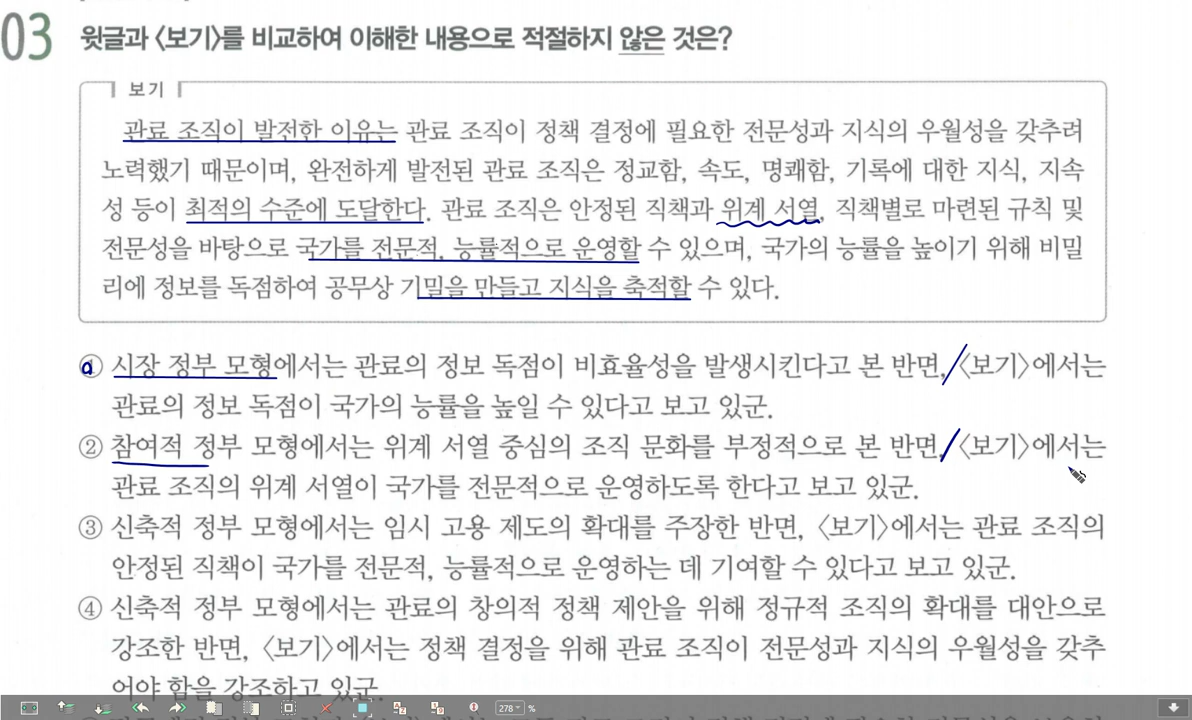 03 윗글과 〈보기〉를 비교하여 이해한 내용으로 적절하지 않은 것은?
보기
관료 조직이 발전한 이유는 관료 조직이 정책 결정에 필요한 전문성과 지식의 우월성을 갖추려
노력했기 때문이며, 완전하게 발전된 관료 조직은 정교함, 속도, 명쾌함, 기록에 대한 지식, 지속
성 등이 최적의 수준에 도달한다. 관료 조직은 안정된 직책과 위계 서열, 직책별로 마련된 규칙 및
전문성을 바탕으로 국가를 전문적, 능률적으로 운영할 수 있으며, 국가의 능률을 높이기 위해 비밀
리에 정보를 독점하여 공무상 기밀을 만들고 지식을 축적할 수 있다.
① 시장 정부 모형에서는 관료의 정보 독점이 비효율성을 발생시킨다고 본 반면, 〈보기〉에서는
관료의 정보 독점이 국가의 능률을 높일 수 있다고 보고 있군.
② 참여적 정부 모형에서는 위계 서열 중심의 조직 문화를 부정적으로 본 반면, 〈보기〉에서는
관료 조직의 위계 서열이 국가를 전문적으로 운영하도록 한다고 보고 있군.
③ 신축적 정부 모형에서는 임시 고용 제도의 확대를 주장한 반면, 〈보기〉에서는 관료 조직의
안정된 직책이 국가를 전문적, 능률적으로 운영하는 데 기여할 수 있다고 보고 있군.
④ 신축적 정부 모형에서는 관료의 창의적 정책 제안을 위해 정규적 조직의 확대를 대안으로
강조한 반면, 〈보기〉에서는 정책 결정을 위해 관료 조직이 전문성과 지식의 우월성을 갖추
어야 함을 강조하고 있군.
278 %